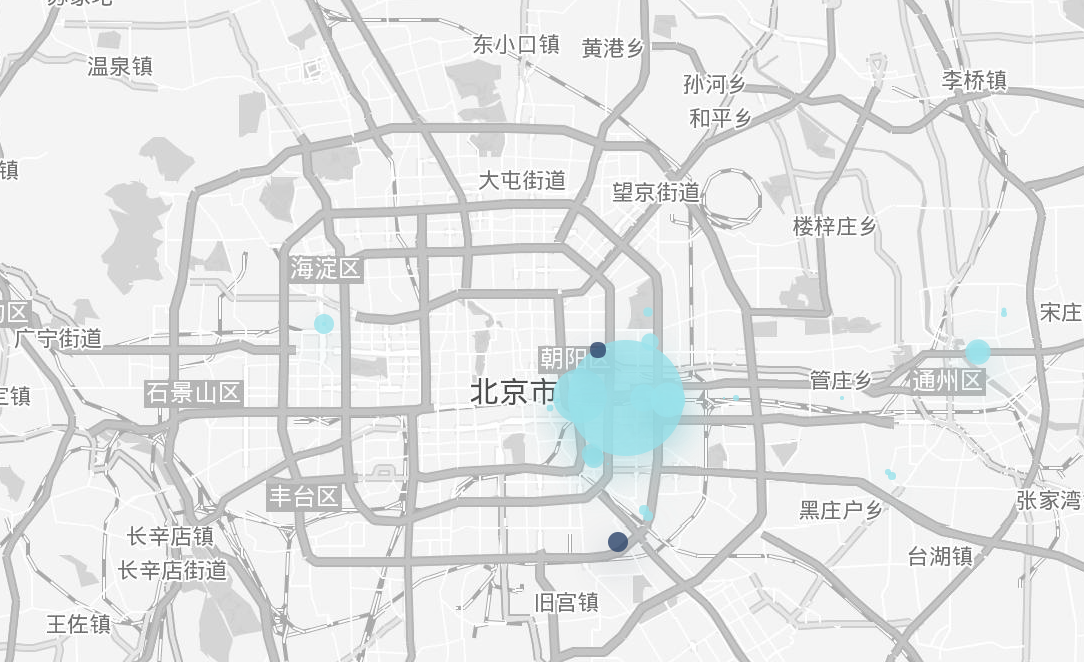 东小口镇
黄港乡
温泉镇
孙河乡
李桥镇
和平乡
镇
大屯街道
望京街道
楼梓庄乡
海淀区
区
宋庄
广宁街道
朝阳区
石景山区
北京市
管庄乡
通州区
镇
丰台区
张家湾
黑庄户乡
长辛店镇
台湖镇
长辛店街道
旧宫镇
王佐镇